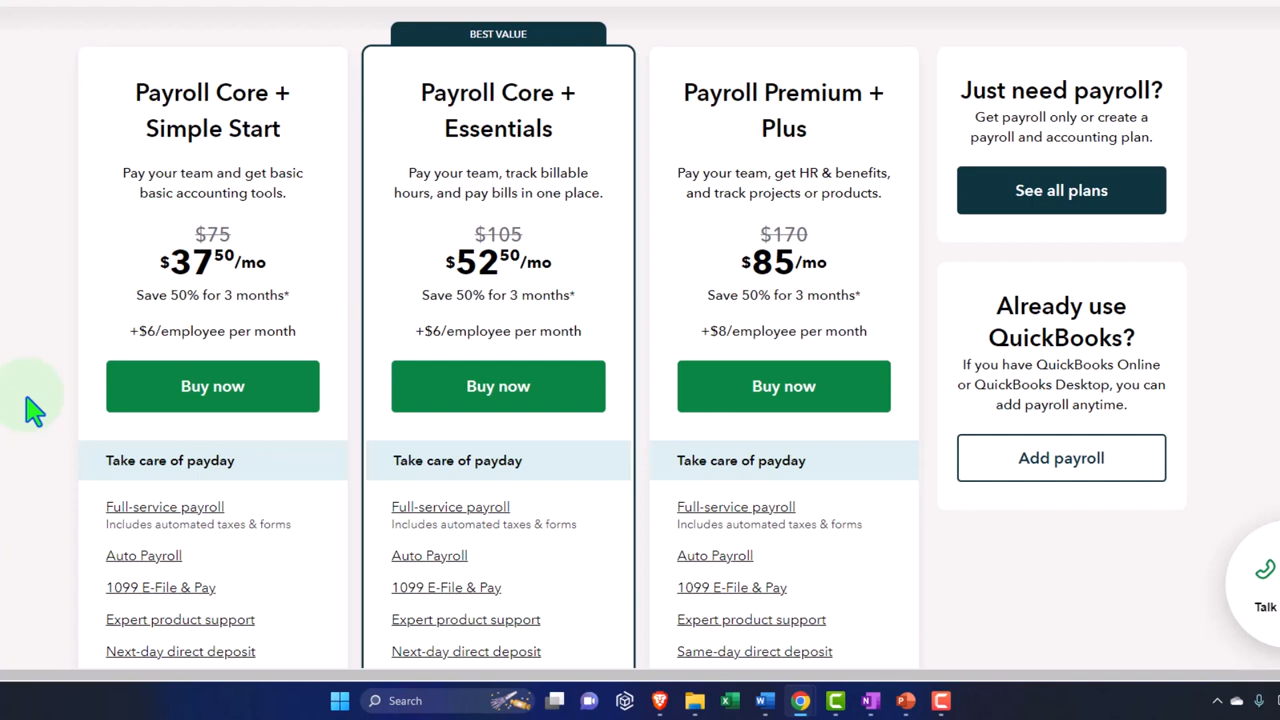 BEST VALUE
Payroll Core +
Simple Start
Pay your team and get basic
basic accounting tools.
$75
$3750/mo
Save 50% for 3 months*
+$6/employee per month
Buy now
Take care of payday
Full-service payroll
Includes automated taxes & forms
Auto Payroll
1099 E-File & Pay
Expert product support
Next-day direct deposit
Payroll Core +
Essentials
Pay your team, track billable
hours, and pay bills in one place.
$105
$5250/mo
Save 50% for 3 months*
+$6/employee per month
Buy now
Take care of payday
Full-service payroll
Includes automated taxes & forms
Auto Payroll
1099 E-File & Pay
Expert product support
Next-day direct deposit
Payroll Premium +
Plus
Pay your team, get HR & benefits,
and track projects or products.
$170
$85/mo
Save 50% for 3 months*
+$8/employee per month
Buy now
Take care of payday
Full-service payroll
Includes automated taxes & forms
Auto Payroll
1099 E-File & Pay
Expert product support
Same-day direct deposit
Just need payroll?
Get payroll only or create a
payroll and accounting plan.
See all plans
Already use
QuickBooks?
If you have QuickBooks Online
or QuickBooks Desktop, you can
add payroll anytime.
Add payroll
Talk
Search